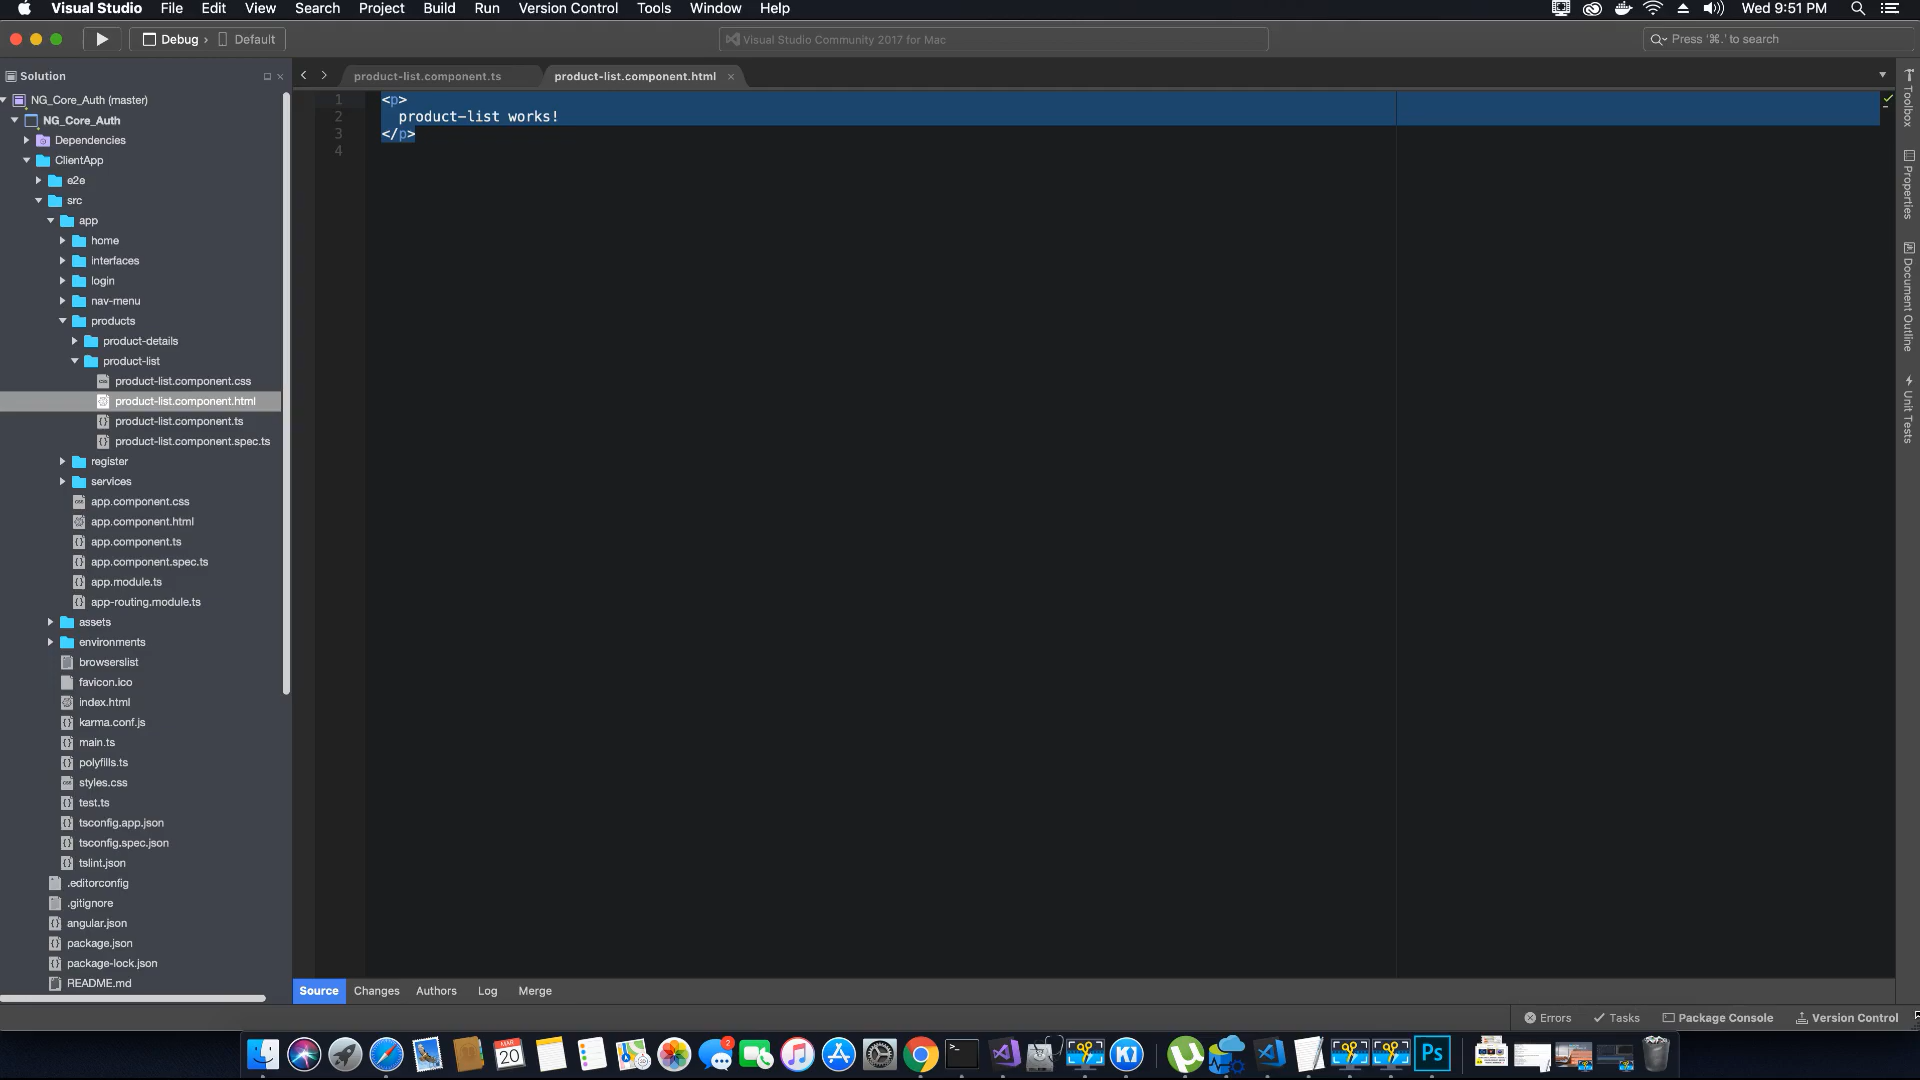 Visual Studio File Edit View Search Project Build Run Version Control Tools Window Help Wed 9:51 PM
Debug › Default
Visual Studio Community 2017 for Mac
Press '⌘.' to search
Solution
product-list.component.ts
product-list.component.html
NG_Core_Auth (master)
NG_Core_Auth
Dependencies
ClientApp
e2e
src
app
home
interfaces
login
nav-menu
products
product-details
product-list
product-list.component.css
product-list.component.html
product-list.component.ts
product-list.component.spec.ts
register
services
app.component.css
app.component.html
app.component.ts
app.component.spec.ts
app.module.ts
app-routing.module.ts
assets
environments
browserslist
favicon.ico
index.html
karma.conf.js
main.ts
polyfills.ts
styles.css
test.ts
tsconfig.app.json
tsconfig.spec.json
tslint.json
.editorconfig
.gitignore
angular.json
package.json
package-lock.json
README.md
1 <p>
2 product-list works!
3 </p>
4
Toolbox
Properties
Document Outline
Unit Tests
Source Changes Authors Log Merge
Errors Tasks Package Console Version Control
MAR
20
2
Ps